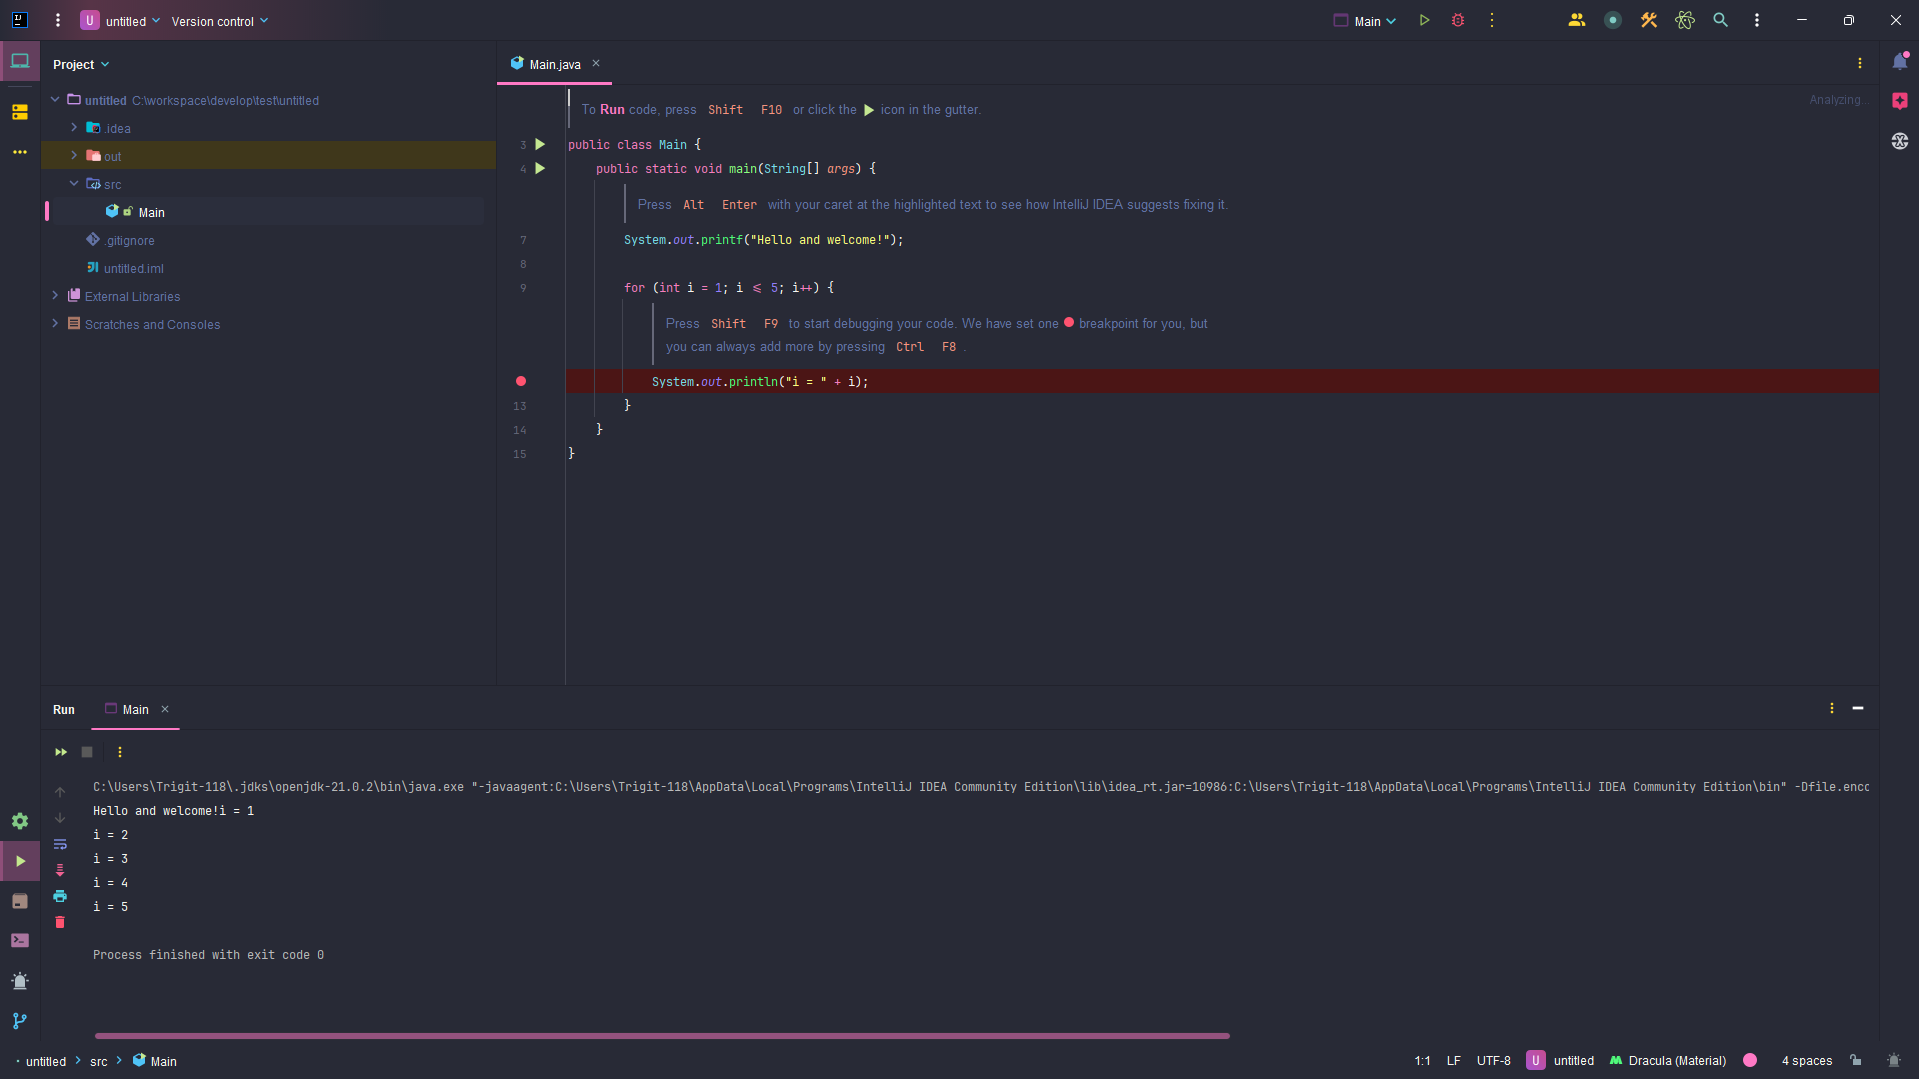 U untitled Version control Main
Project
Main.java
untitled C:\workspace\develop\test\untitled
.idea
out
src
Main
.gitignore
untitled.iml
External Libraries
Scratches and Consoles
To Run code, press Shift F10 or click the icon in the gutter.
Analyzing...
3 public class Main {
4 public static void main(String[] args) {
Press Alt Enter with your caret at the highlighted text to see how IntelliJ IDEA suggests fixing it.
7 System.out.printf("Hello and welcome!");
8
9 for (int i = 1; i <= 5; i++) {
Press Shift F9 to start debugging your code. We have set one breakpoint for you, but
you can always add more by pressing Ctrl F8 .
System.out.println("i = " + i);
13 }
14 }
15 }
Run Main
C:\Users\Trigit-118\.jdks\openjdk-21.0.2\bin\java.exe "-javaagent:C:\Users\Trigit-118\AppData\Local\Programs\IntelliJ IDEA Community Edition\lib\idea_rt.jar=10986:C:\Users\Trigit-118\AppData\Local\Programs\IntelliJ IDEA Community Edition\bin" -Dfile.enco
Hello and welcome!i = 1
i = 2
i = 3
i = 4
i = 5
Process finished with exit code 0
untitled src Main 1:1 LF UTF-8 U untitled Dracula (Material) 4 spaces